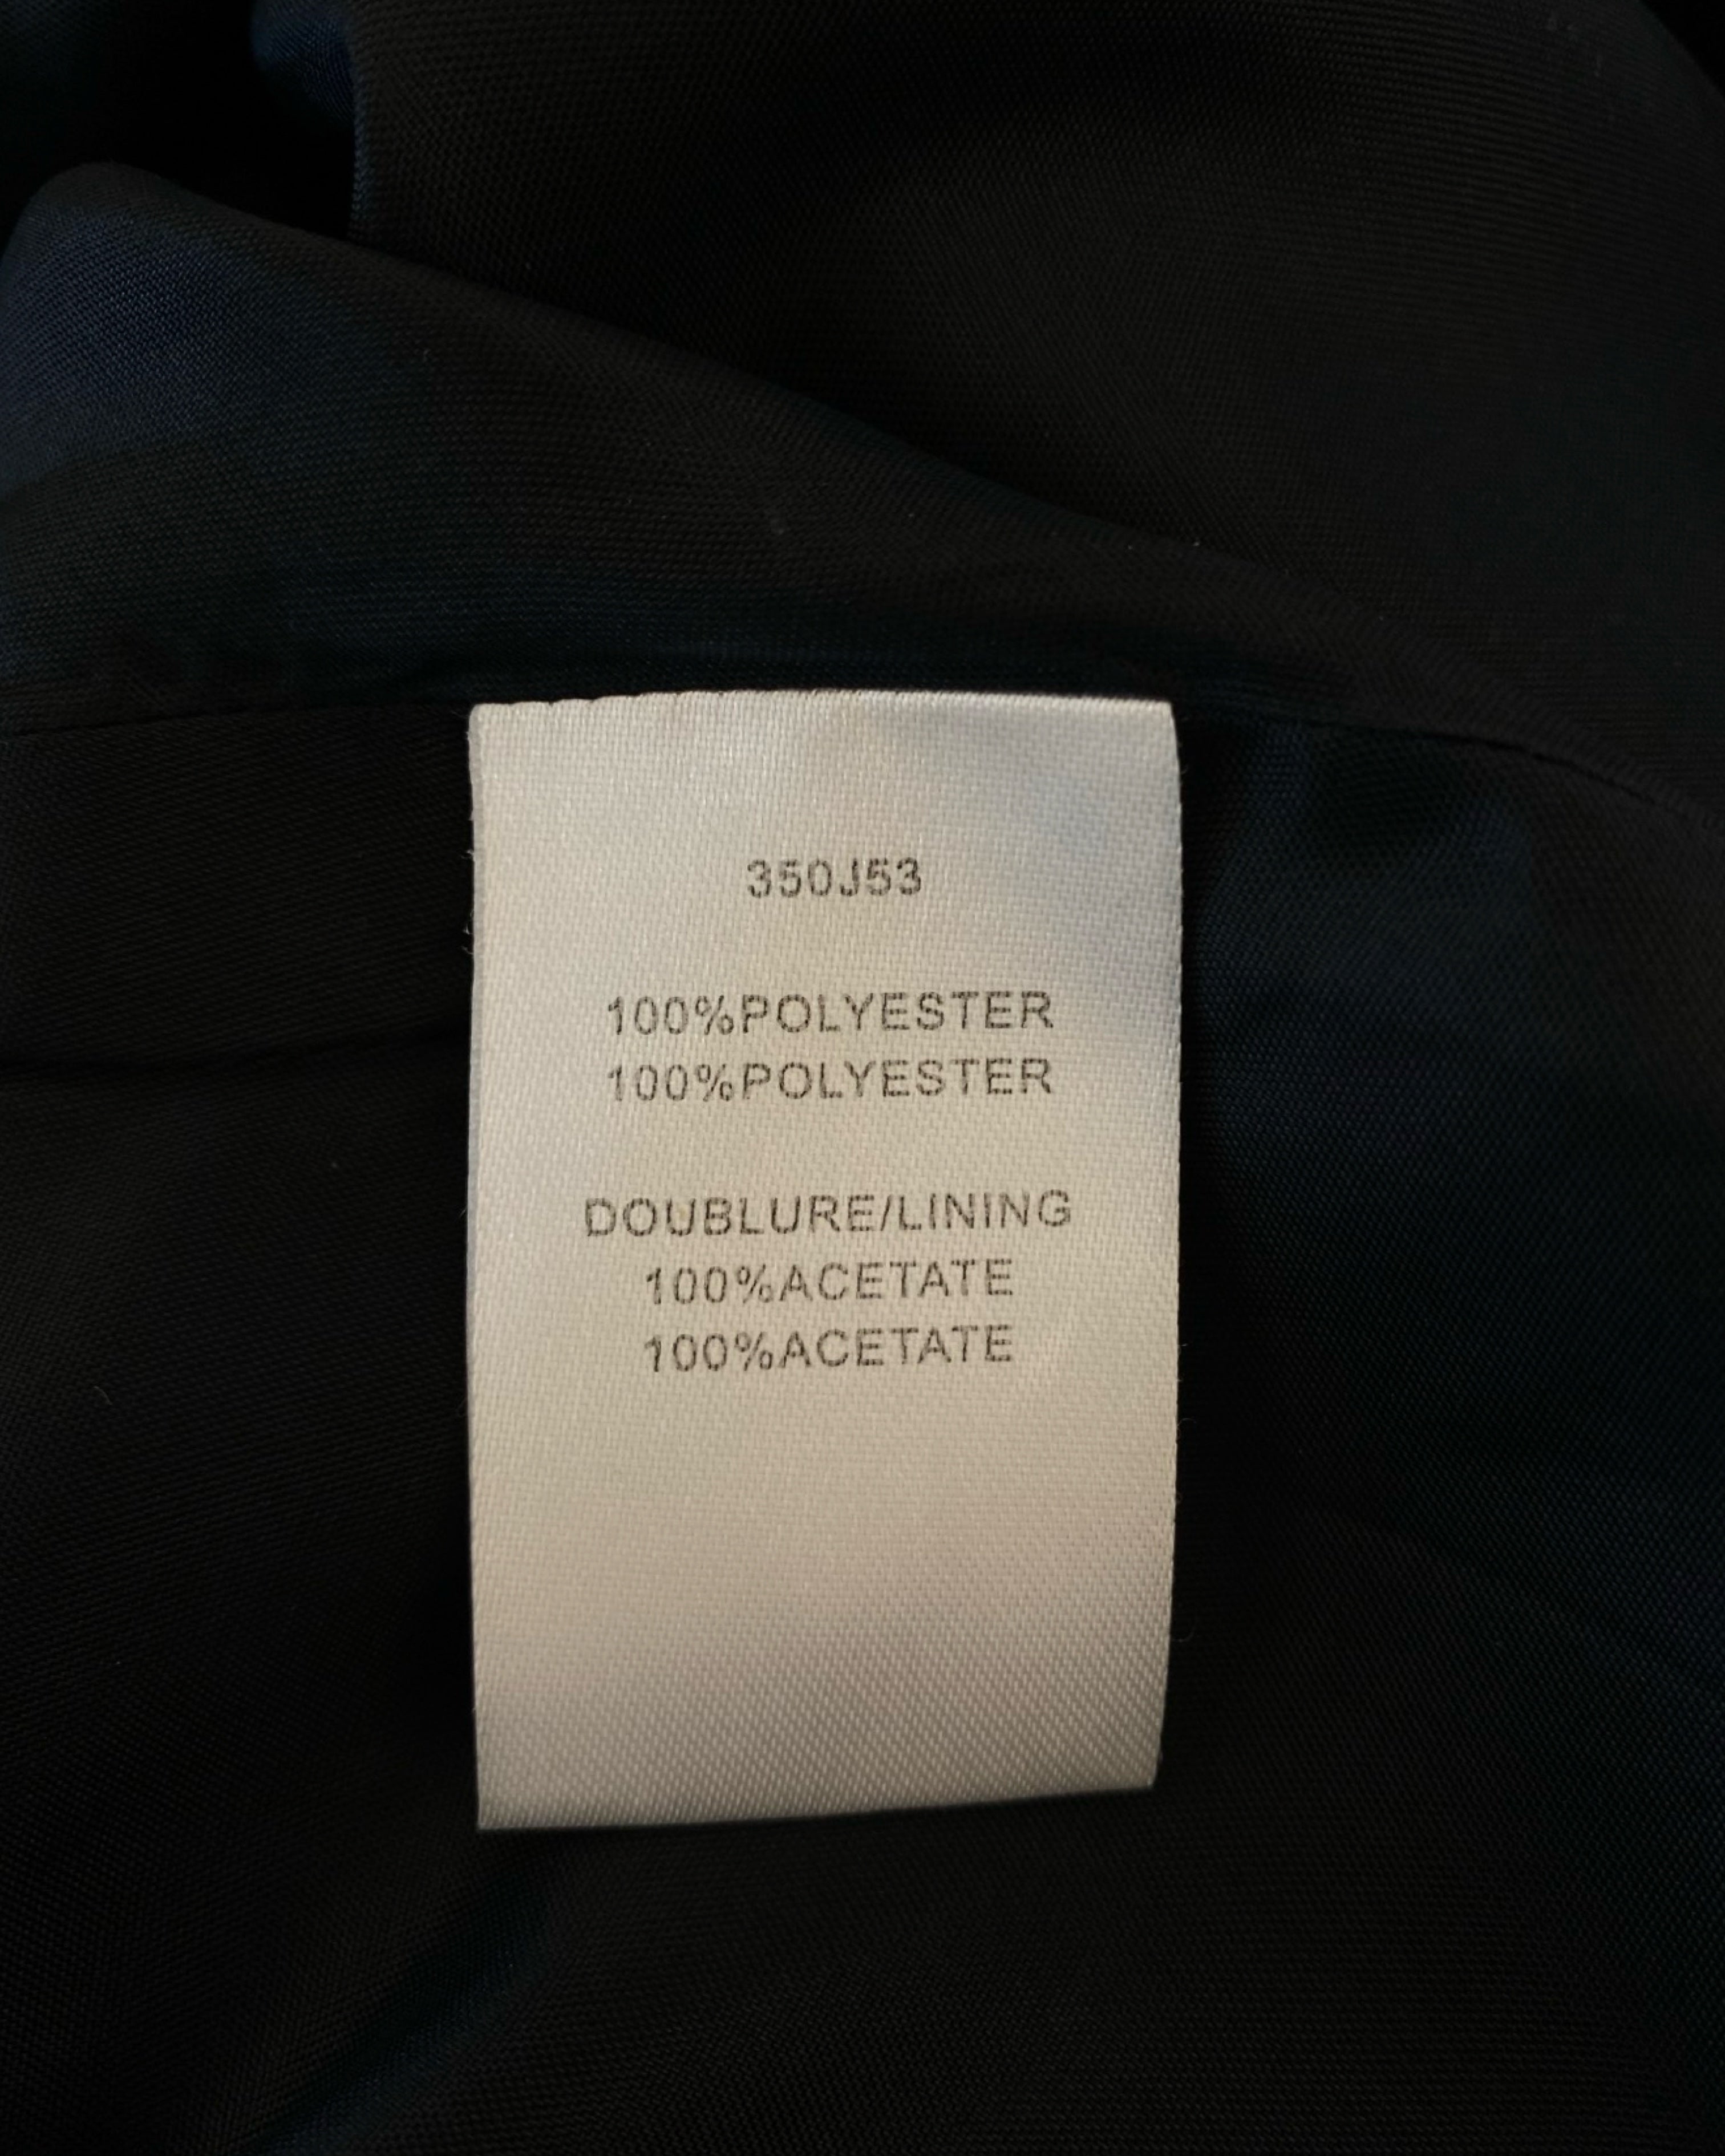 350J53
100%POLYESTER
100%POLYESTER
DOUBLURE/LINING
100%ACETATE
100%ACETATE